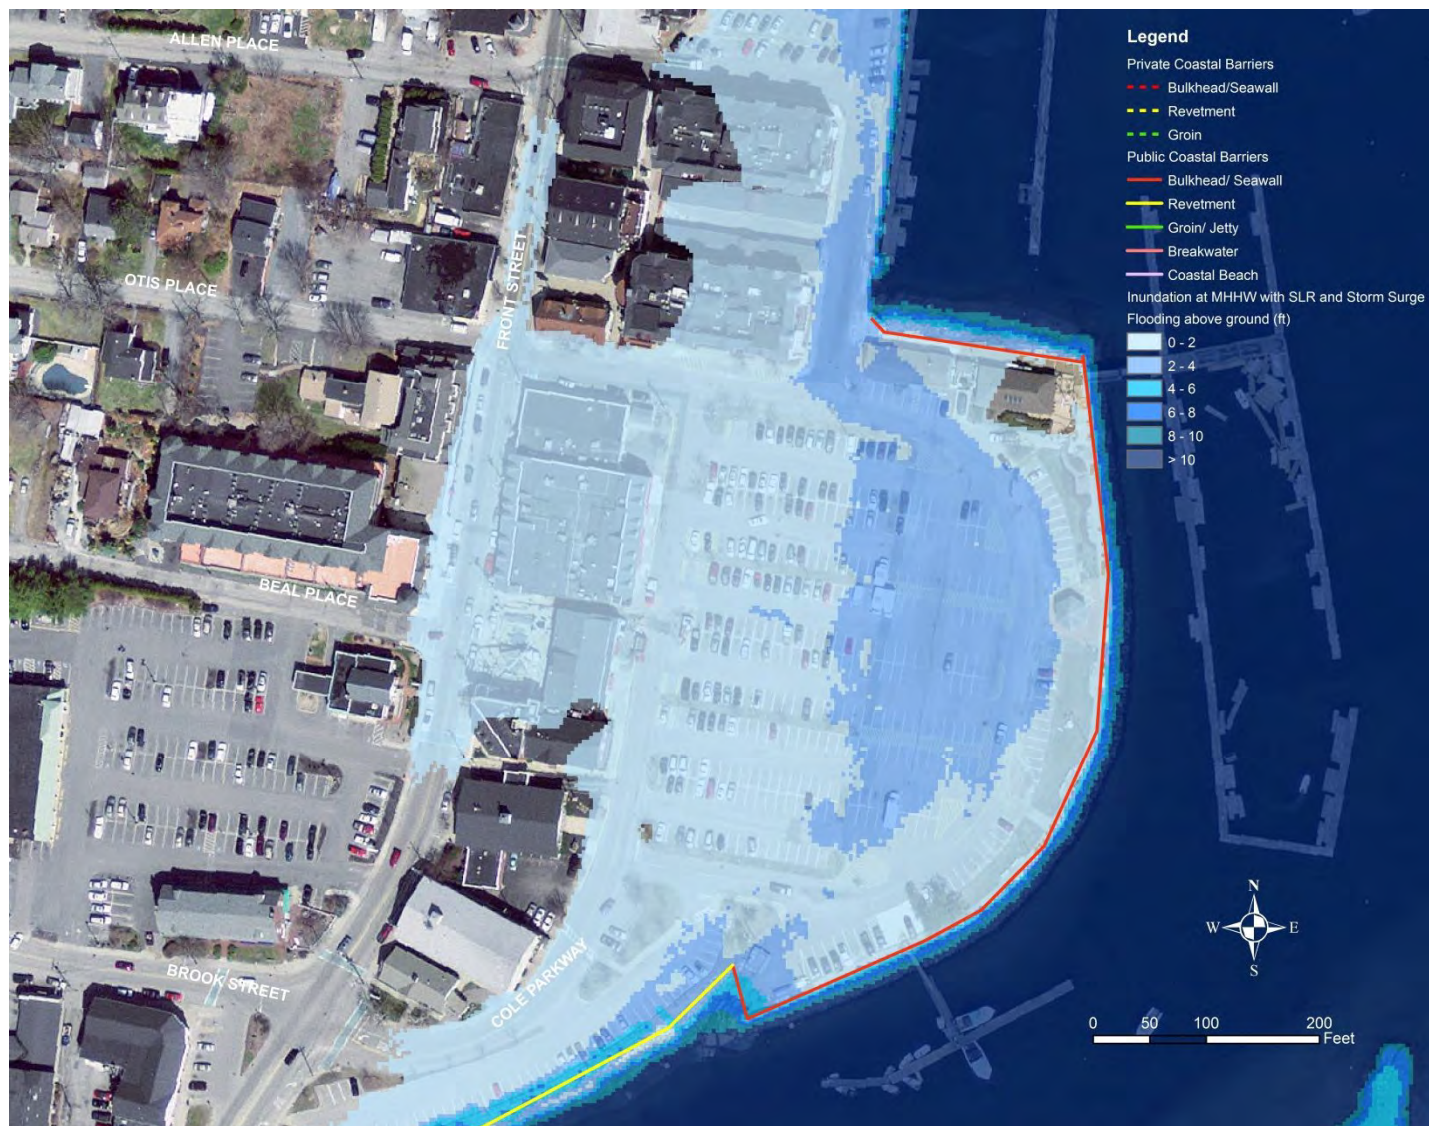 ALLEN PLACE
OTIS PLACE
FRONT STREET
BEAL PLACE
BROOK STREET
COLE PARKWAY
Legend
Private Coastal Barriers
Bulkhead/Seawall
Revetment
Groin
Public Coastal Barriers
Bulkhead/ Seawall
Revetment
Groin/ Jetty
Breakwater
Coastal Beach
Inundation at MHHW with SLR and Storm Surge
Flooding above ground (ft)
0 - 2
2 - 4
4 - 6
6 - 8
8 - 10
> 10
N
W E
S
0 50 100 200
Feet